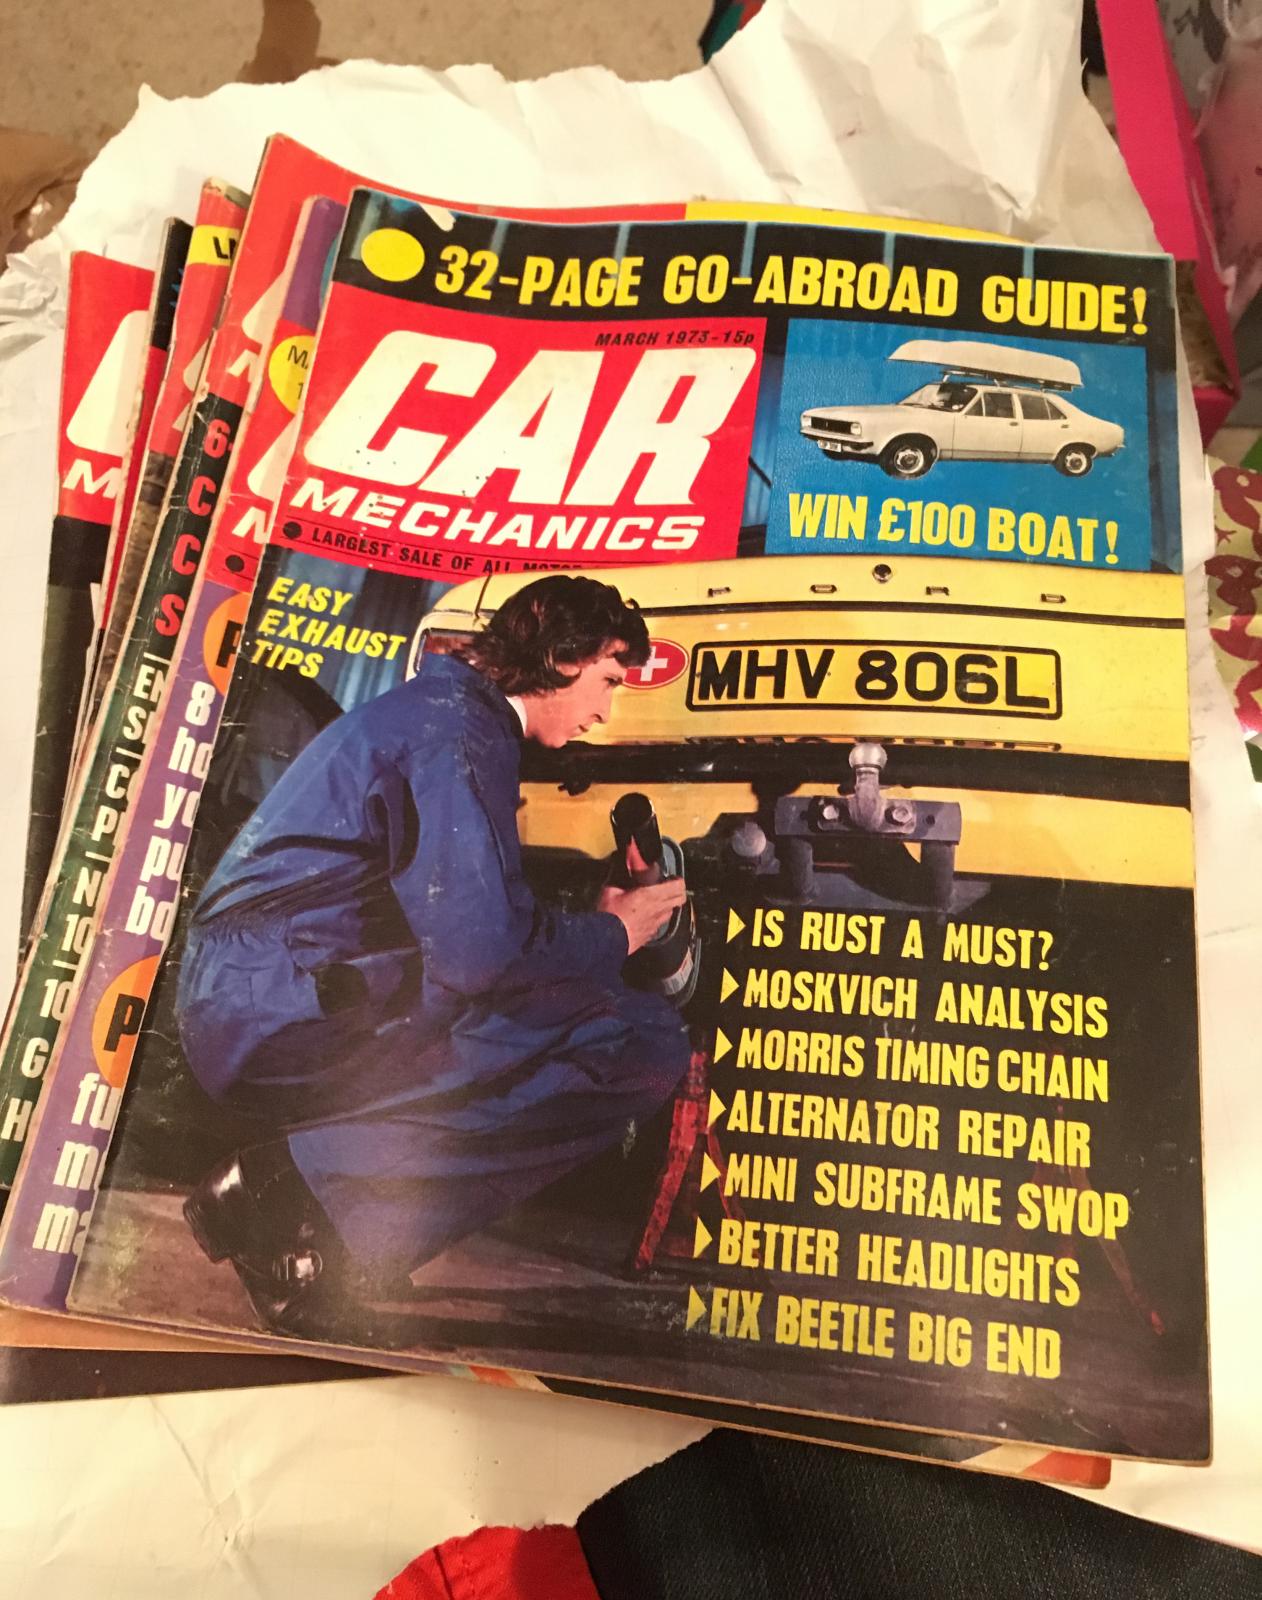 32-PAGE GO-ABROAD GUIDE!
MARCH 1973-15p
CAR
MECHANICS
LARGEST SALE OF ALL
WIN £100 BOAT!
EASY
EXHAUST
TIPS
FORD
MHV 806L
IS RUST A MUST?
MOSKVICH ANALYSIS
MORRIS TIMING CHAIN
ALTERNATOR REPAIR
MINI SUBFRAME SWOP
BETTER HEADLIGHTS
FIX BEETLE BIG END